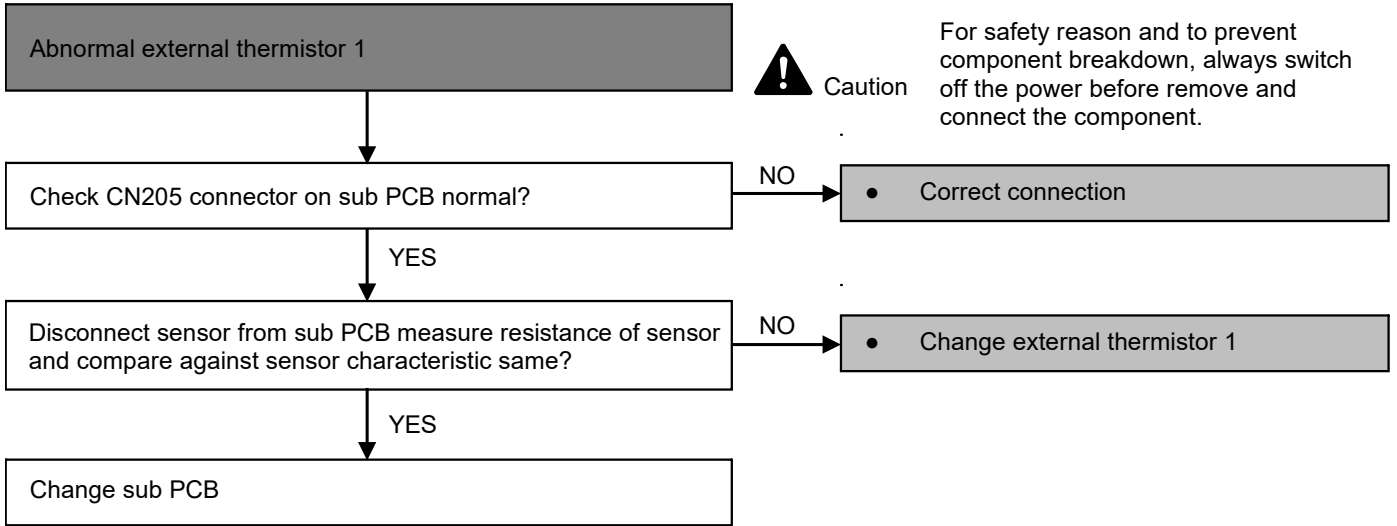 Abnormal external thermistor 1
Caution
For safety reason and to prevent
component breakdown, always switch
off the power before remove and
connect the component.
Check CN205 connector on sub PCB normal?
NO
● Correct connection
YES
Disconnect sensor from sub PCB measure resistance of sensor
and compare against sensor characteristic same?
NO
● Change external thermistor 1
YES
Change sub PCB